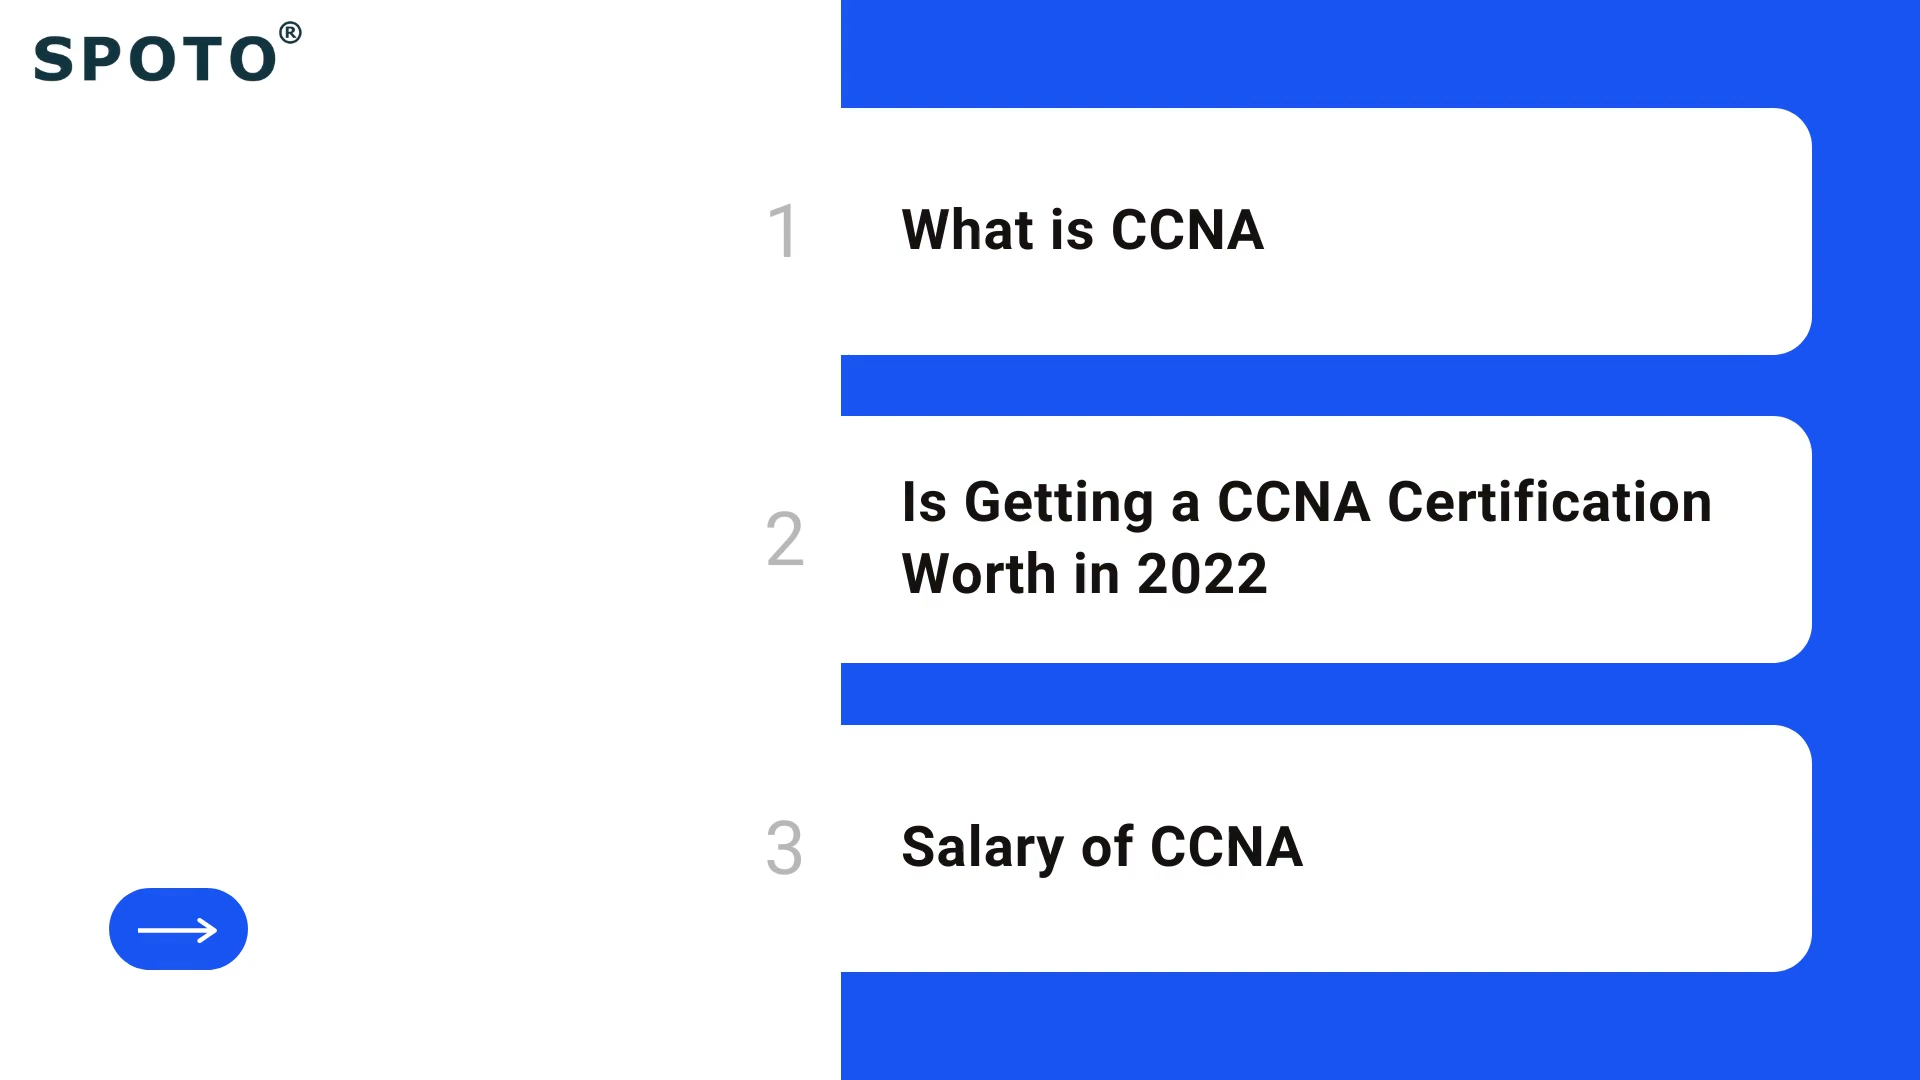 SPOTO®
1
What is CCNA
2
Is Getting a CCNA Certification
Worth in 2022
3
Salary of CCNA